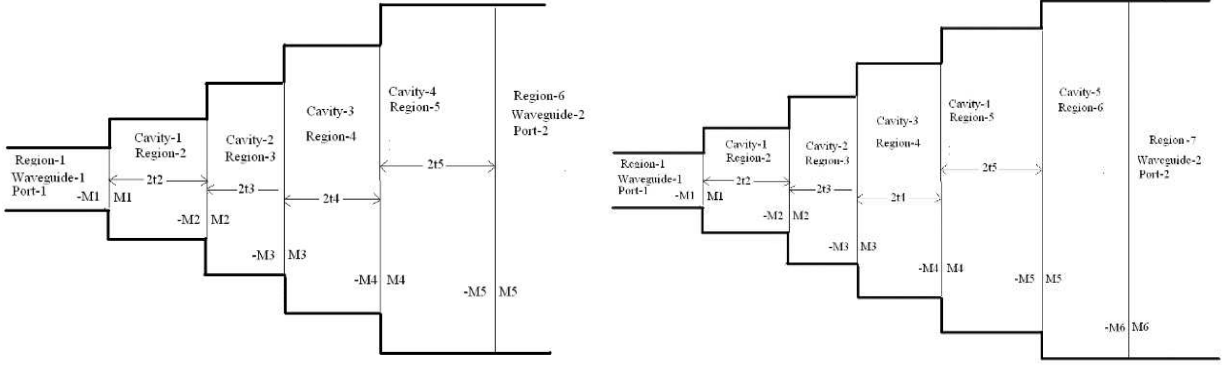 Cavity-1
Region-2
Cavity-2
Region-3
Cavity-3
Region-4
Cavity-4
Region-5
Region-6
Waveguide-2
Port-2
Region-1
Waveguide-1
Port-1
2t2
2t3
2t4
2t5
-M1 M1
-M2 M2
-M3 M3
-M4 M4
-M5 M5
Cavity-1
Region-2
Cavity-2
Region-3
Cavity-3
Region-4
Cavity-4
Region-5
Cavity-5
Region-6
Region-7
Waveguide-2
Port-2
Region-1
Waveguide-1
Port-1
2t2
2t3
2t4
2t5
-M1 M1
-M2 M2
-M3 M3
-M4 M4
-M5 M5
-M6 M6